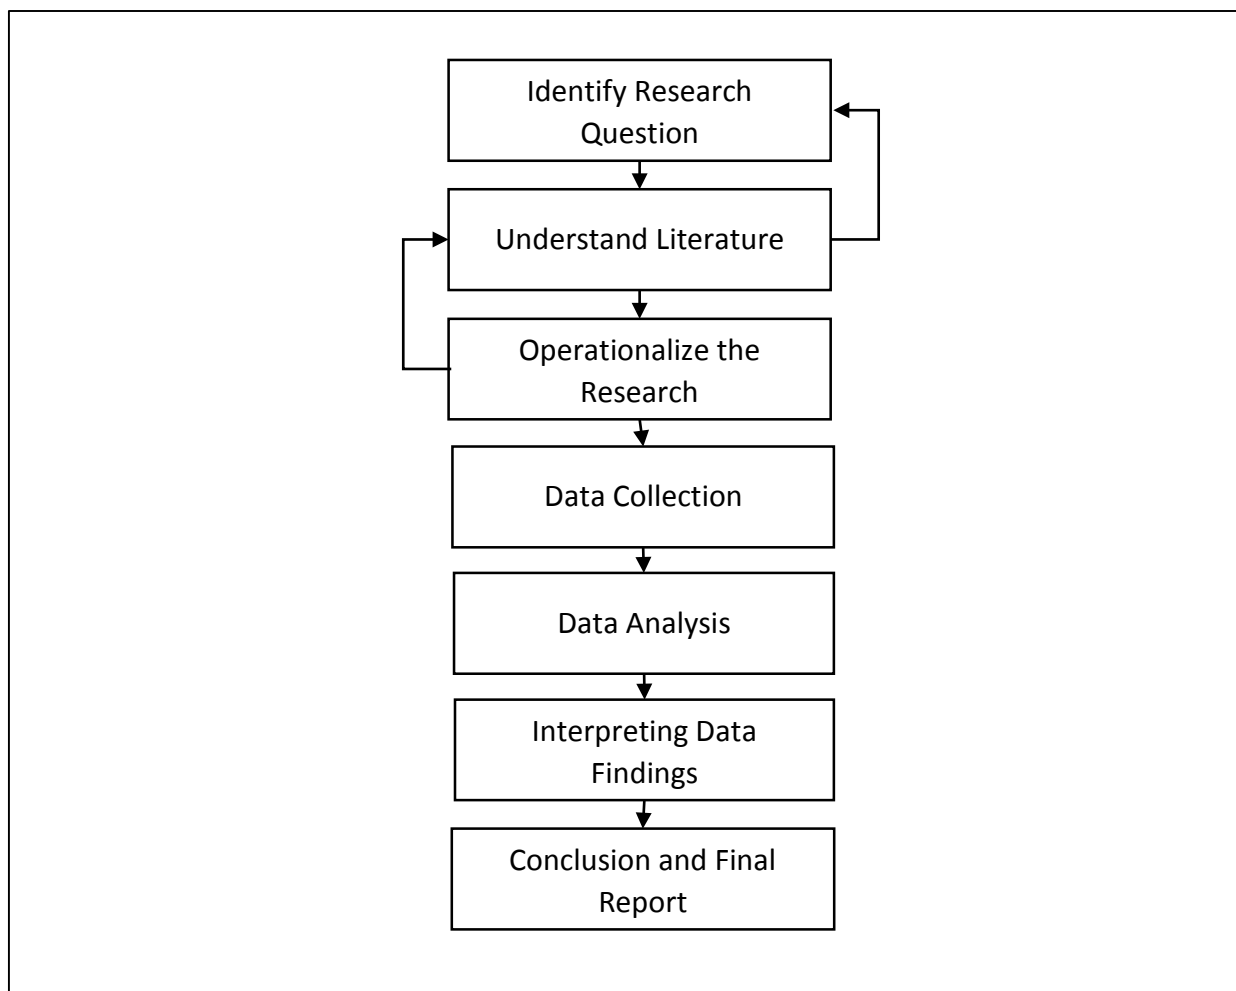 Identify Research
Question
Understand Literature
Operationalize the
Research
Data Collection
Data Analysis
Interpreting Data
Findings
Conclusion and Final
Report